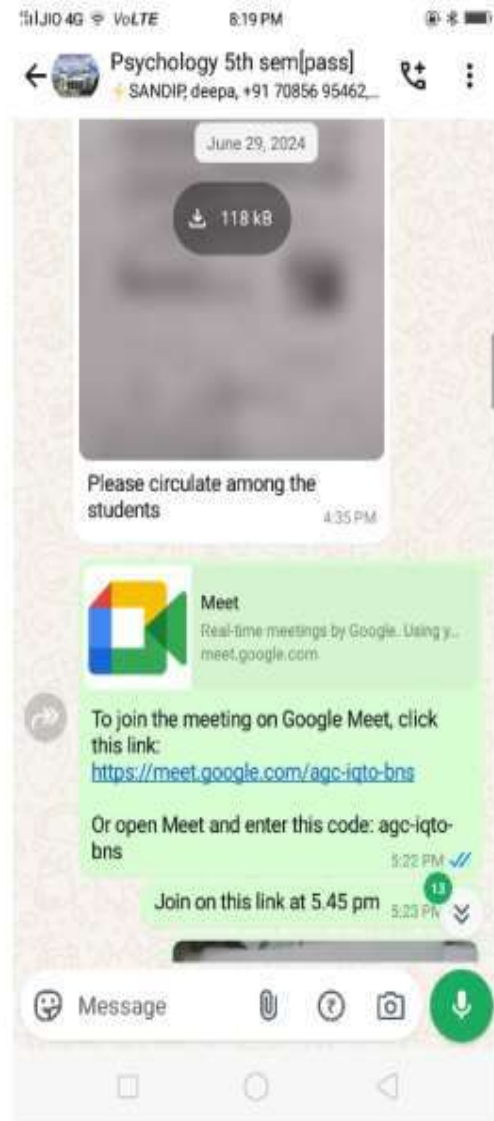 JIO 4G VoLTE 8:19 PM
Psychology 5th sem[pass]
SANDIP, deepa, +91 70856 95462,...
June 29, 2024
118 kB
Please circulate among the
students
4:35 PM
Meet
Real-time meetings by Google. Using y...
meet.google.com
To join the meeting on Google Meet, click
this link:
https://meet.google.com/agc-iqto-bns
Or open Meet and enter this code: agc-iqto-
bns
5:22 PM
13
Join on this link at 5.45 pm 5:23 PM
Message